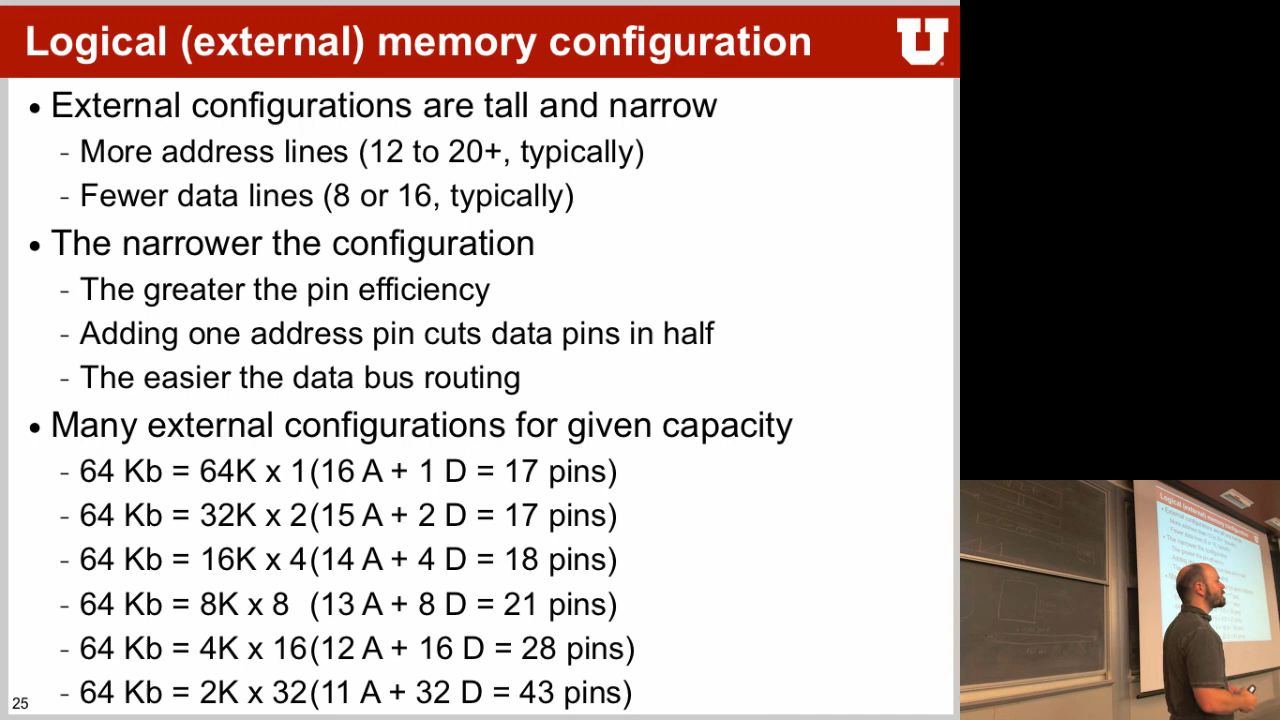 Logical (external) memory configuration
U
• External configurations are tall and narrow
- More address lines (12 to 20+, typically)
- Fewer data lines (8 or 16, typically)
• The narrower the configuration
- The greater the pin efficiency
- Adding one address pin cuts data pins in half
- The easier the data bus routing
• Many external configurations for given capacity
- 64 Kb = 64K x 1(16 A + 1 D = 17 pins)
- 64 Kb = 32K x 2(15 A + 2 D = 17 pins)
- 64 Kb = 16K x 4(14 A + 4 D = 18 pins)
- 64 Kb = 8K x 8 (13 A + 8 D = 21 pins)
- 64 Kb = 4K x 16(12 A + 16 D = 28 pins)
- 64 Kb = 2K x 32(11 A + 32 D = 43 pins)
25
Logical (external) memory configuration